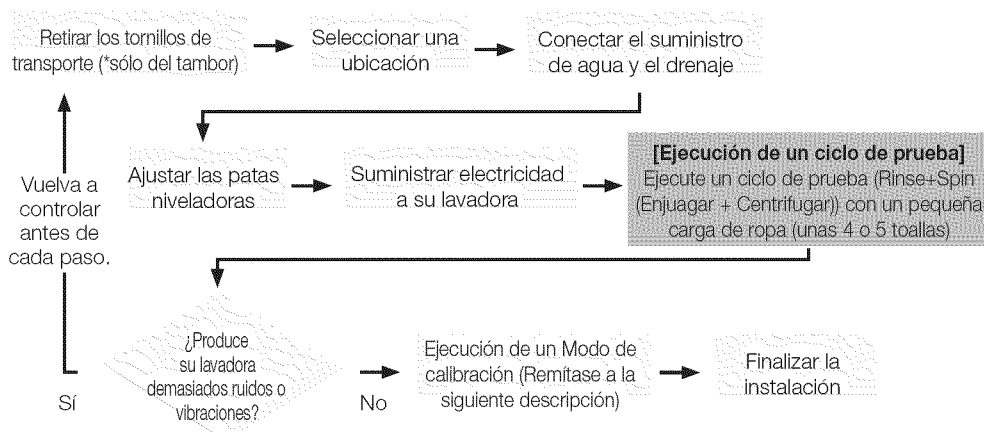 Retirar los tornillos de
transporte (*sólo del tambor)
Seleccionar una
ubicación
Conectar el suministro
de agua y el drenaje
Vuelva a
controlar
antes de
cada paso.
Ajustar las patas
niveladoras
Suministrar electricidad
a su lavadora
[Ejecución de un ciclo de prueba]
Ejecute un ciclo de prueba (Rinse+Spin
(Enjuagar + Centrifugar)) con un pequeña
carga de ropa (unas 4 o 5 toallas)
¿Produce
su lavadora
demasiados ruidos o
vibraciones?
Sí
No
Ejecución de un Modo de
calibración (Remítase a la
siguiente descripción)
Finalizar la
instalación